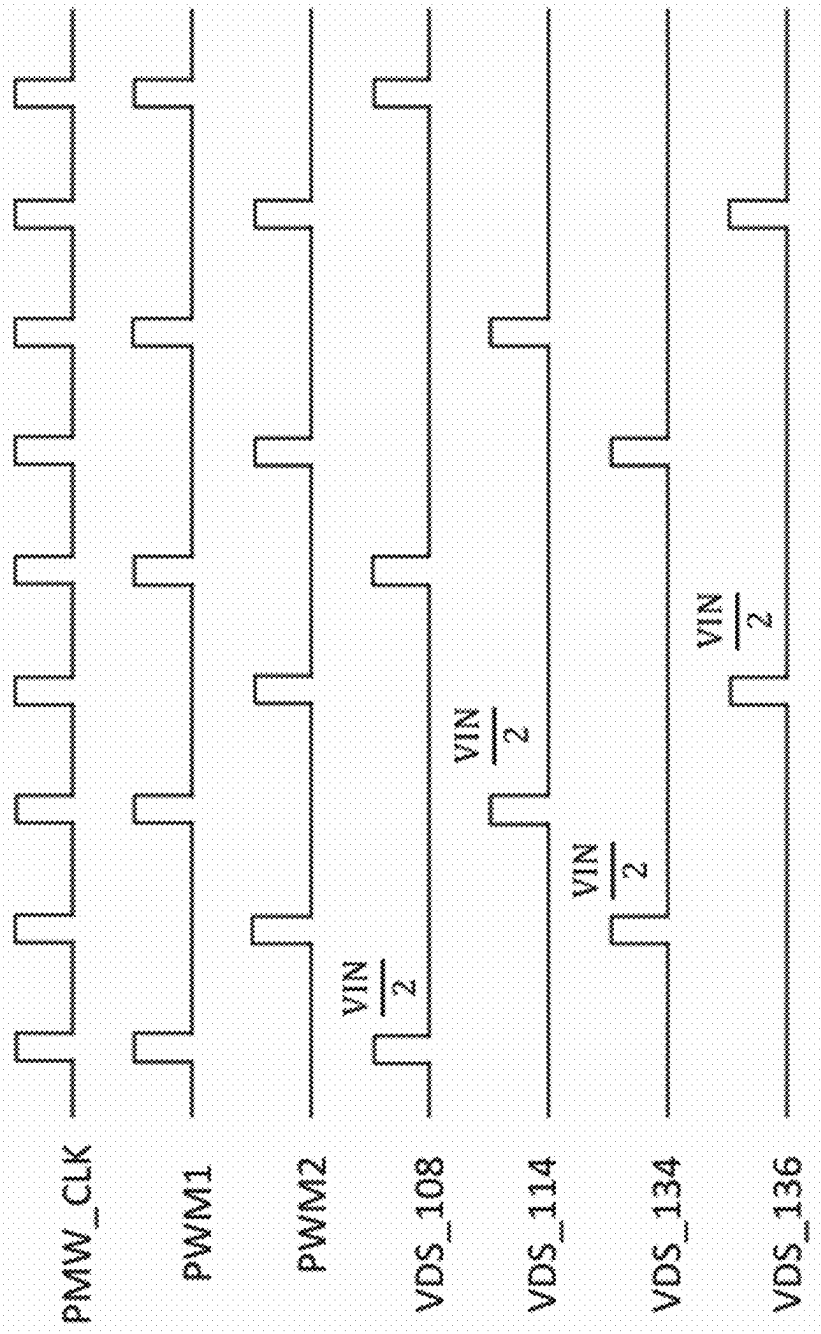 PMW_CLK
PWM1
PWM2
VDS_108
VIN
2
VDS_114
VIN
2
VDS_134
VIN
2
VDS_136
VIN
2